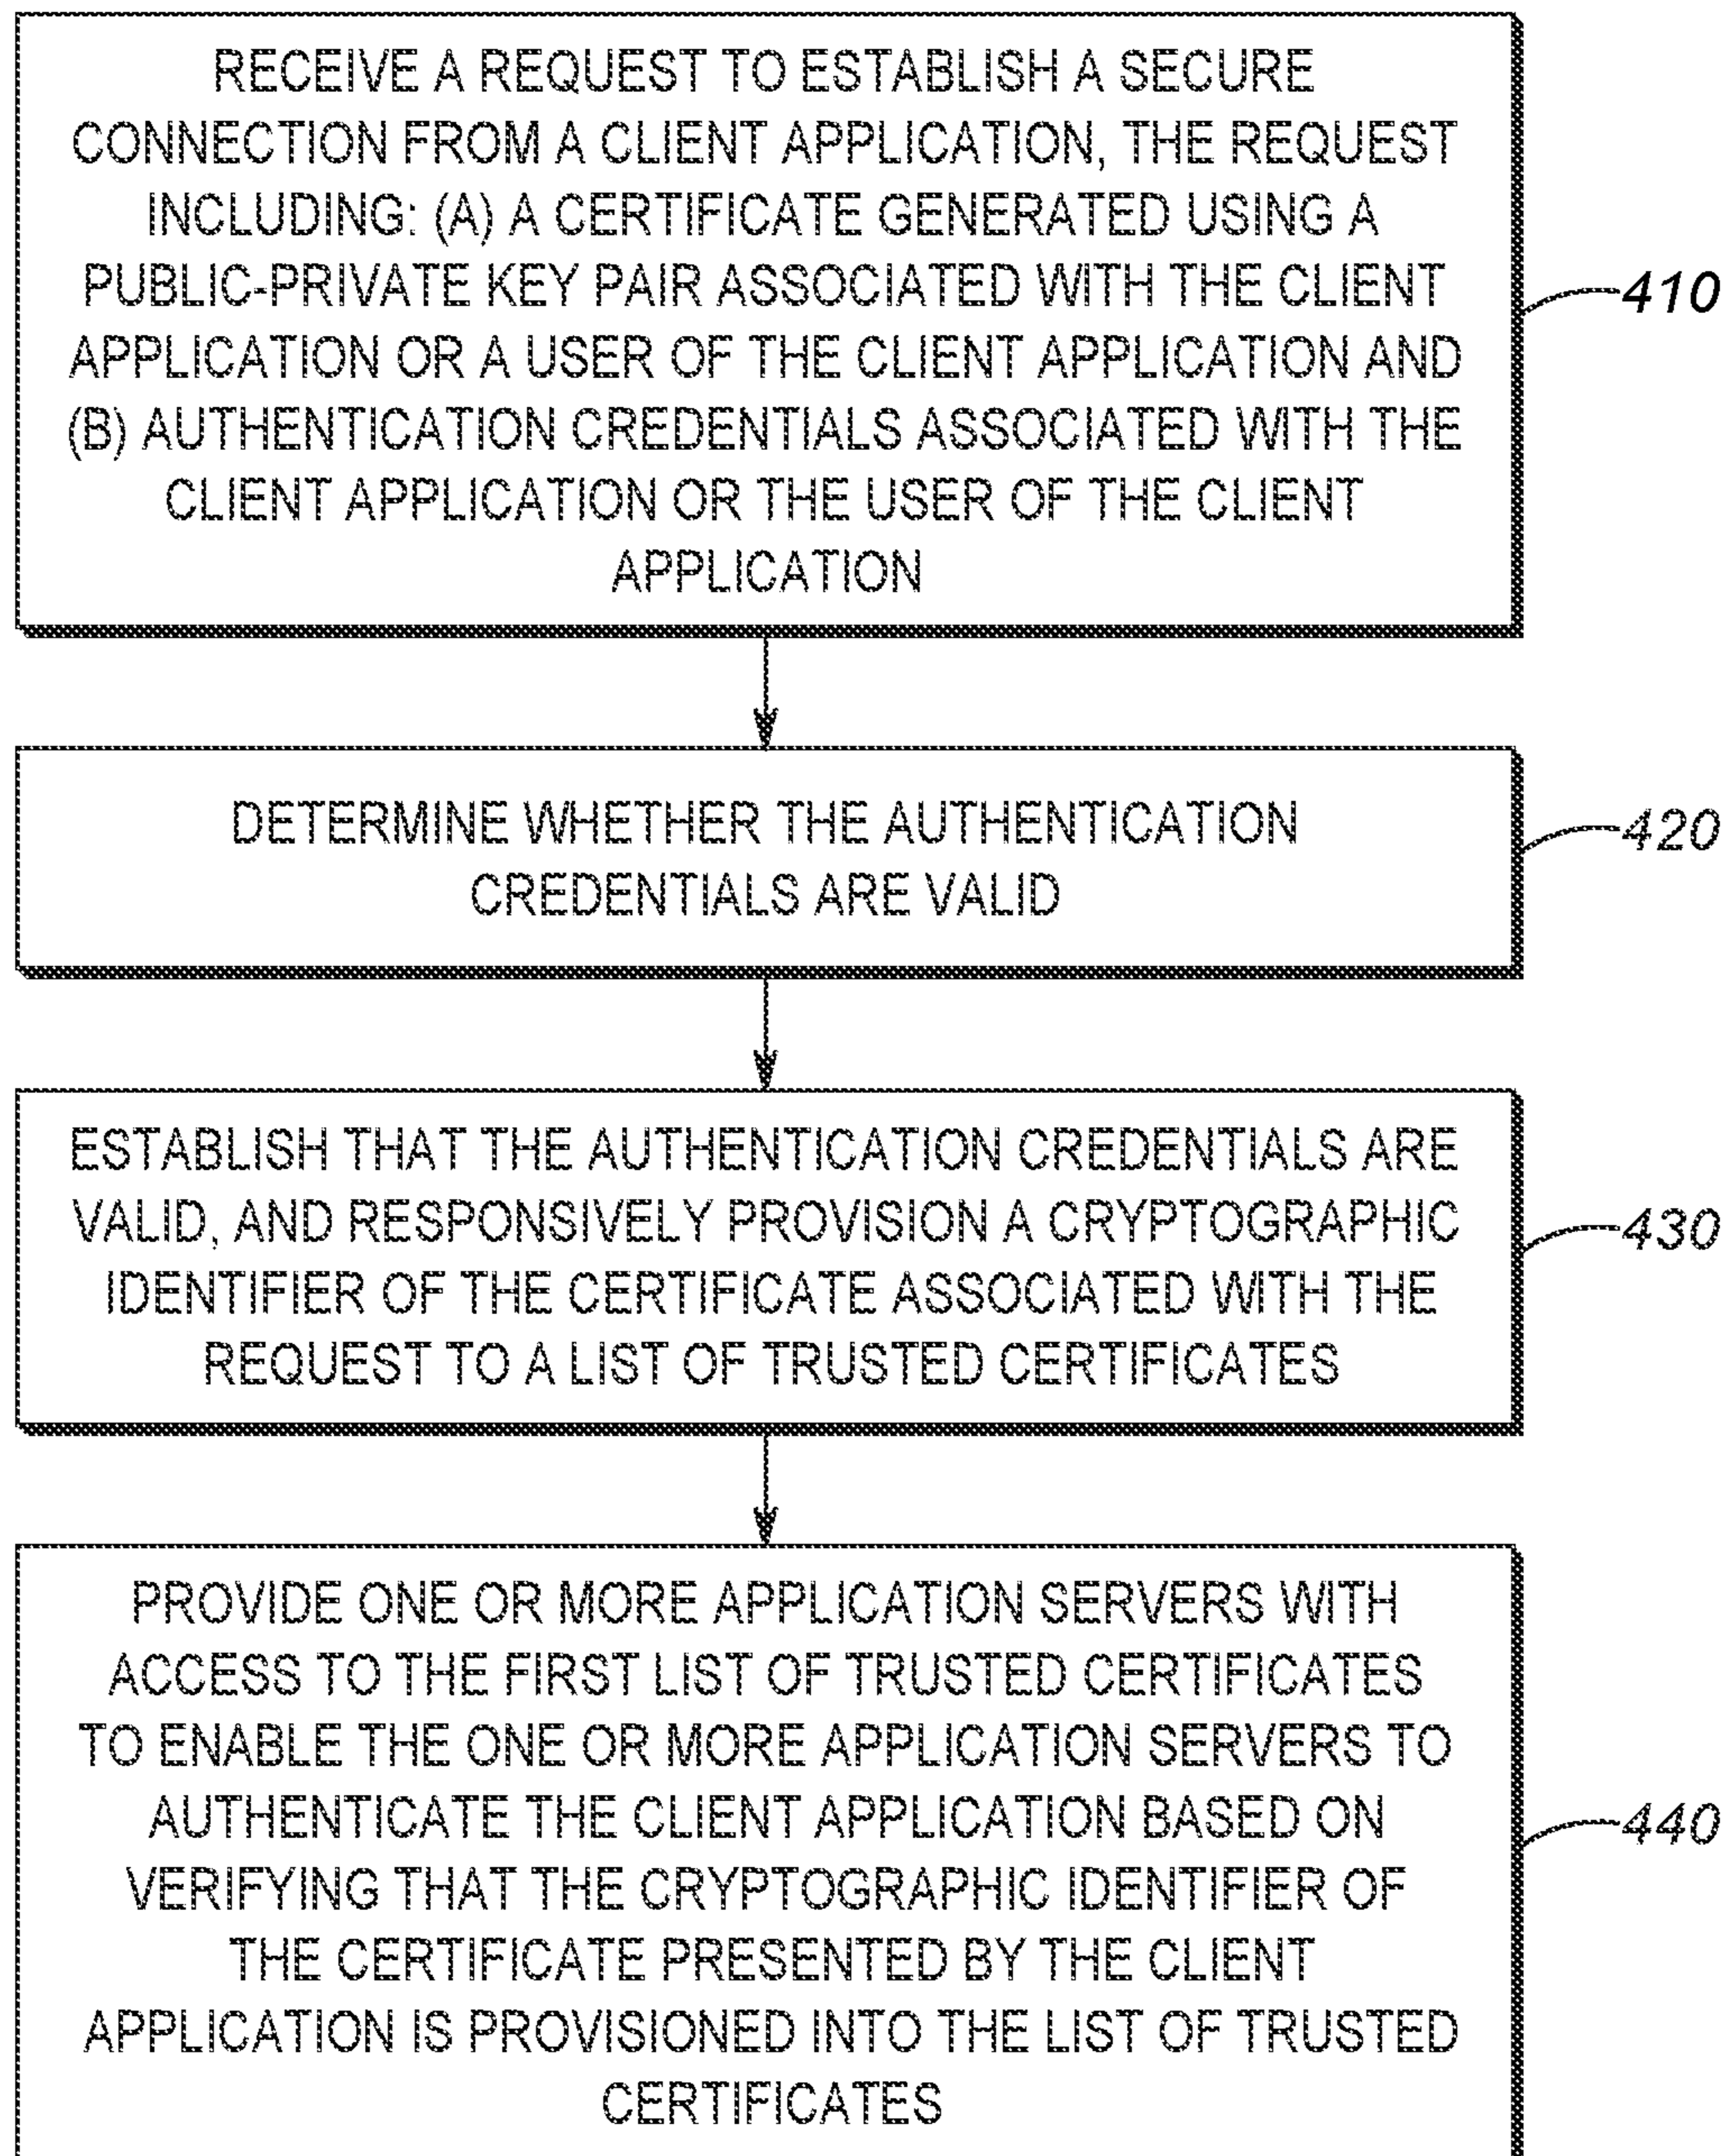 RECEIVE A REQUEST TO ESTABLISH A SECURE
CONNECTION FROM A CLIENT APPLICATION, THE REQUEST
INCLUDING: (A) A CERTIFICATE GENERATED USING A
PUBLIC-PRIVATE KEY PAIR ASSOCIATED WITH THE CLIENT
APPLICATION OR A USER OF THE CLIENT APPLICATION AND
(B) AUTHENTICATION CREDENTIALS ASSOCIATED WITH THE
CLIENT APPLICATION OR THE USER OF THE CLIENT
APPLICATION
410
DETERMINE WHETHER THE AUTHENTICATION
CREDENTIALS ARE VALID
420
ESTABLISH THAT THE AUTHENTICATION CREDENTIALS ARE
VALID, AND RESPONSIVELY PROVISION A CRYPTOGRAPHIC
IDENTIFIER OF THE CERTIFICATE ASSOCIATED WITH THE
REQUEST TO A LIST OF TRUSTED CERTIFICATES
430
PROVIDE ONE OR MORE APPLICATION SERVERS WITH
ACCESS TO THE FIRST LIST OF TRUSTED CERTIFICATES
TO ENABLE THE ONE OR MORE APPLICATION SERVERS TO
AUTHENTICATE THE CLIENT APPLICATION BASED ON
VERIFYING THAT THE CRYPTOGRAPHIC IDENTIFIER OF
THE CERTIFICATE PRESENTED BY THE CLIENT
APPLICATION IS PROVISIONED INTO THE LIST OF TRUSTED
CERTIFICATES
440